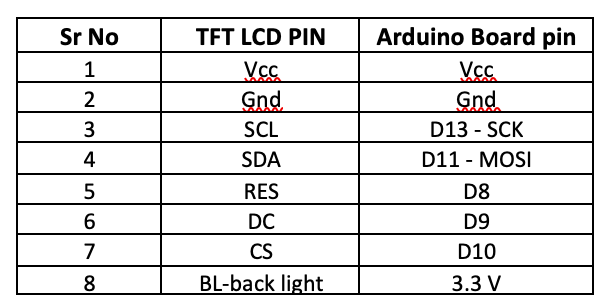 Sr No TFT LCD PIN Arduino Board pin
1 Vcc Vcc
2 Gnd Gnd
3 SCL D13 - SCK
4 SDA D11 - MOSI
5 RES D8
6 DC D9
7 CS D10
8 BL-back light 3.3 V